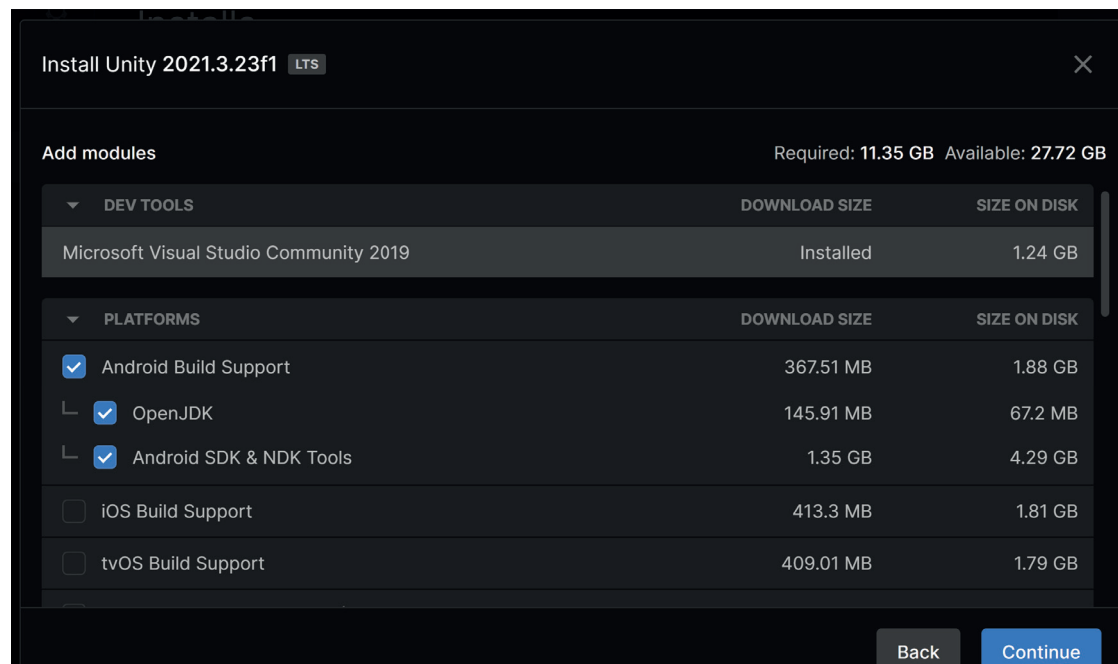 Install Unity 2021.3.23f1 LTS
Add modules Required: 11.35 GB Available: 27.72 GB
DEV TOOLS DOWNLOAD SIZE SIZE ON DISK
Microsoft Visual Studio Community 2019 Installed 1.24 GB
PLATFORMS DOWNLOAD SIZE SIZE ON DISK
Android Build Support 367.51 MB 1.88 GB
OpenJDK 145.91 MB 67.2 MB
Android SDK & NDK Tools 1.35 GB 4.29 GB
iOS Build Support 413.3 MB 1.81 GB
tvOS Build Support 409.01 MB 1.79 GB
Back Continue